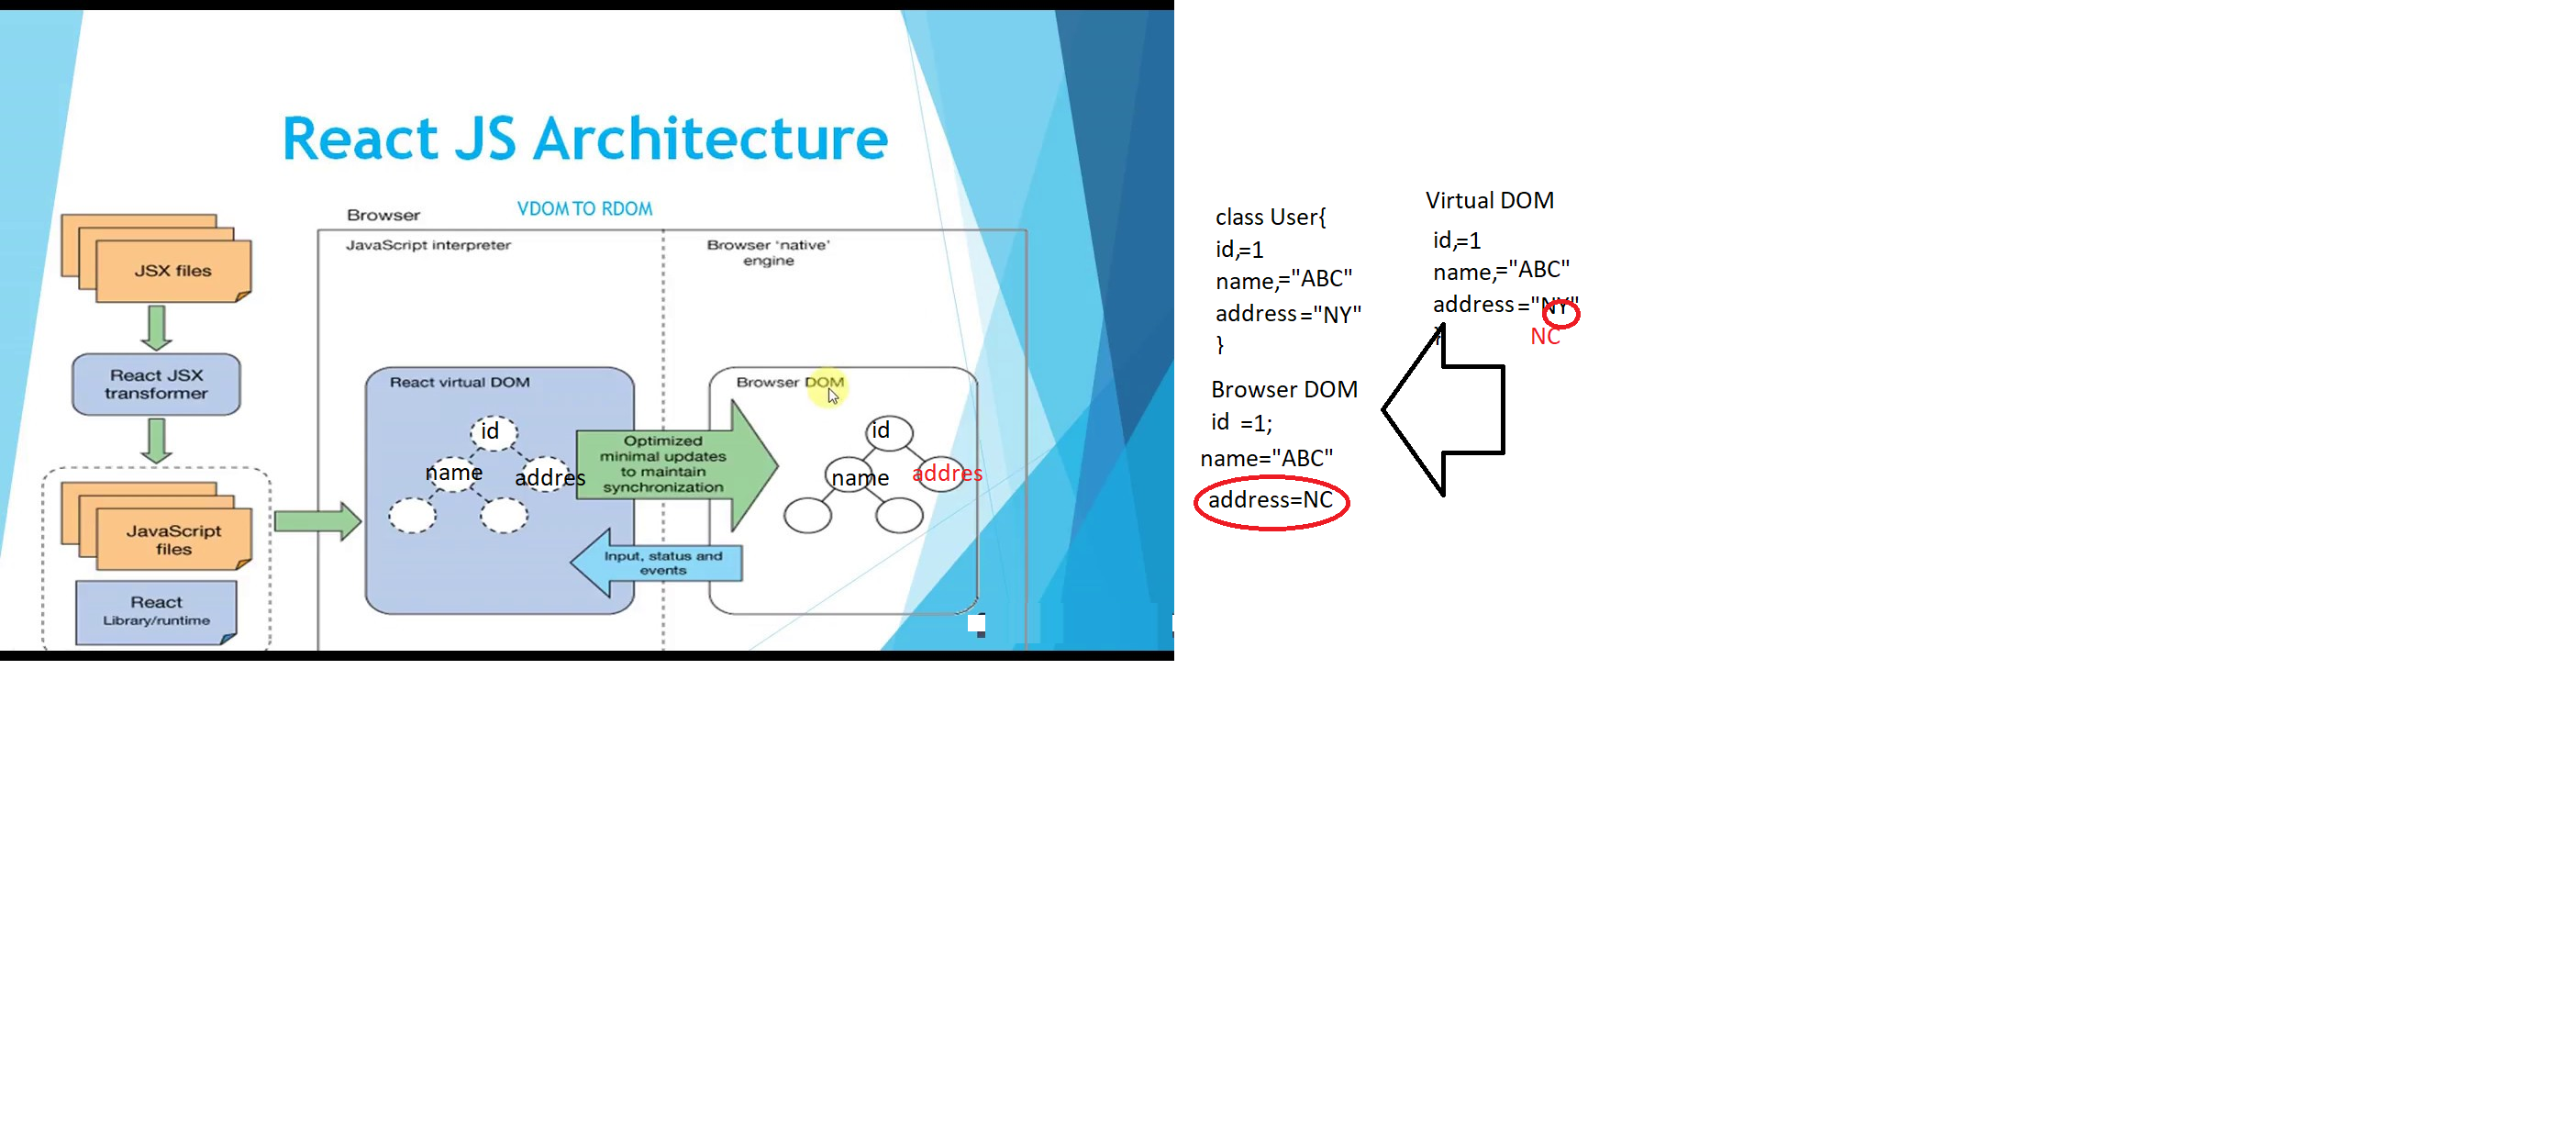 React JS Architecture
VDOM TO RDOM
Browser
JavaScript interpreter
Browser 'native'
engine
JSX files
React JSX
transformer
JavaScript
files
React
Library/runtime
React virtual DOM
id
name
addres
Optimized
minimal updates
to maintain
synchronization
Input, status and
events
Browser DOM
id
name
addres
class User{
id,=1
name,="ABC"
address="NY"
}
Virtual DOM
id,=1
name,="ABC"
address="NY"
}
NC
Browser DOM
id =1;
name="ABC"
address=NC